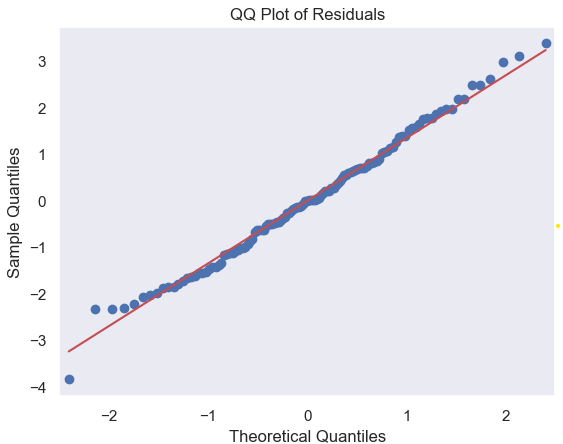 QQ Plot of Residuals
3
2
1
0
−1
−2
−3
−4
Sample Quantiles
−2 −1 0 1 2
Theoretical Quantiles